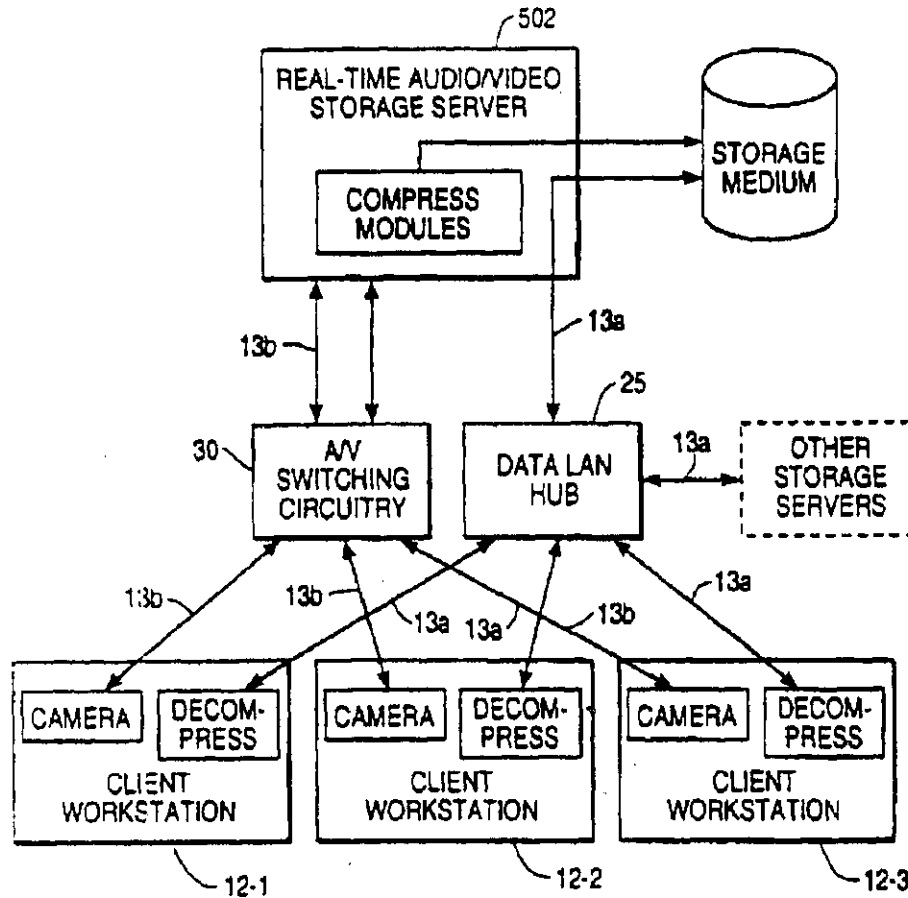 502
REAL-TIME AUDIO/VIDEO
STORAGE SERVER
COMPRESS
MODULES
STORAGE
MEDIUM
13b
13a
25
30
A/V
SWITCHING
CIRCUITRY
DATA LAN
HUB
13a
OTHER
STORAGE
SERVERS
13b
13b
13a
13a
13b
13a
CAMERA
DECOM-
PRESS
CLIENT
WORKSTATION
CAMERA
DECOM-
PRESS
CLIENT
WORKSTATION
CAMERA
DECOM-
PRESS
CLIENT
WORKSTATION
12-1
12-2
12-3